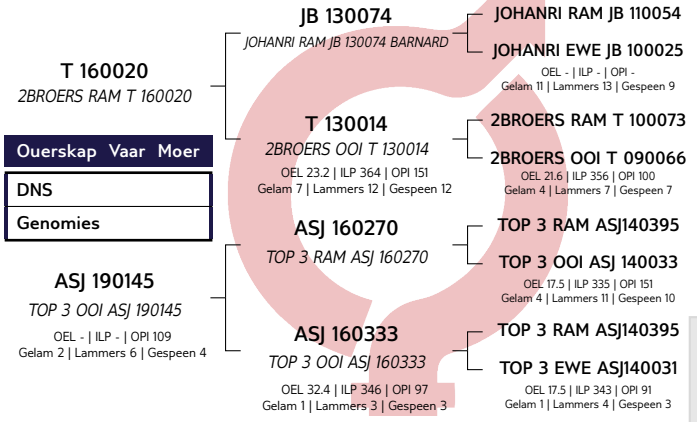 T 160020
2BROERS RAM T 160020
Ouerskap Vaar Moer
DNS
Genomies
ASJ 190145
TOP 3 OOI ASJ 190145
OEL - | ILP - | OPI 109
Gelam 2 | Lammers 6 | Gespeen 4
JB 130074
JOHANRI RAM JB 130074 BARNARD
T 130014
2BROERS OOI T 130014
OEL 23.2 | ILP 364 | OPI 151
Gelam 7 | Lammers 12 | Gespeen 12
ASJ 160270
TOP 3 RAM ASJ 160270
ASJ 160333
TOP 3 OOI ASJ 160333
OEL 32.4 | ILP 346 | OPI 97
Gelam 1 | Lammers 3 | Gespeen 3
JOHANRI RAM JB 110054
JOHANRI EWE JB 100025
OEL - | ILP - | OPI -
Gelam 11 | Lammers 13 | Gespeen 9
2BROERS RAM T 100073
2BROERS OOI T 090066
OEL 21.6 | ILP 356 | OPI 100
Gelam 4 | Lammers 7 | Gespeen 7
TOP 3 RAM ASJ140395
TOP 3 OOI ASJ 140033
OEL 17.5 | ILP 335 | OPI 151
Gelam 4 | Lammers 11 | Gespeen 10
TOP 3 RAM ASJ140395
TOP 3 EWE ASJ140031
OEL 17.5 | ILP 343 | OPI 91
Gelam 1 | Lammers 4 | Gespeen 3